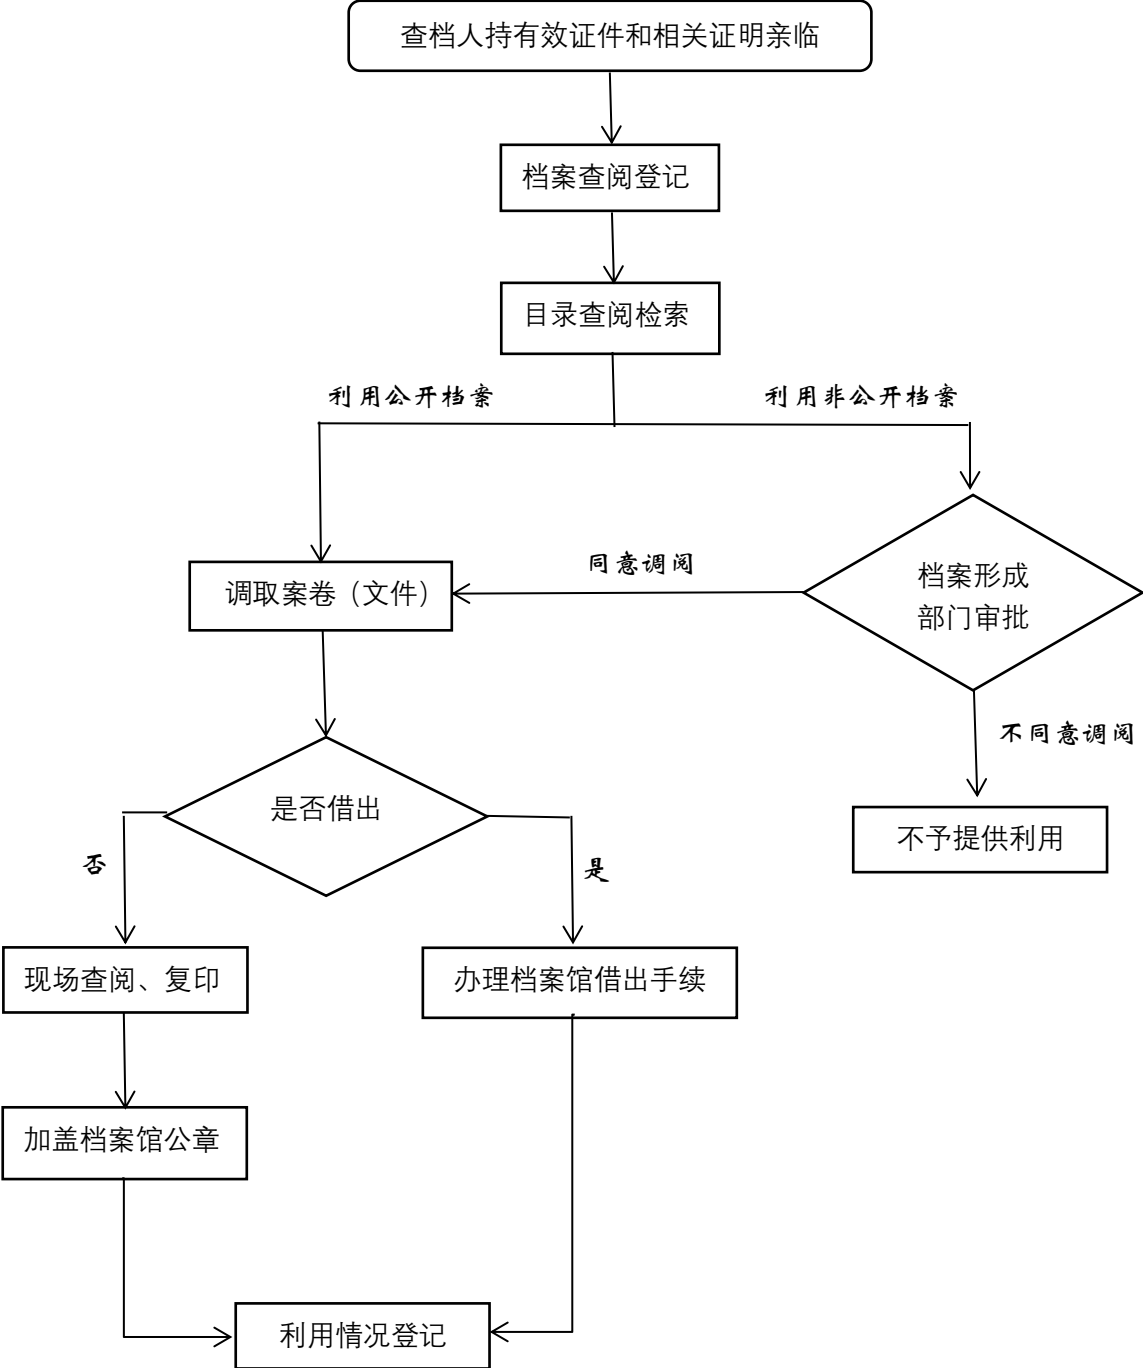 查档人持有效证件和相关证明亲临
档案查阅登记
目录查阅检索
利用公开档案
利用非公开档案
同意调阅
调取案卷（文件）
档案形成
部门审批
不同意调阅
是否借出
不予提供利用
否
是
现场查阅、复印
办理档案馆借出手续
加盖档案馆公章
利用情况登记